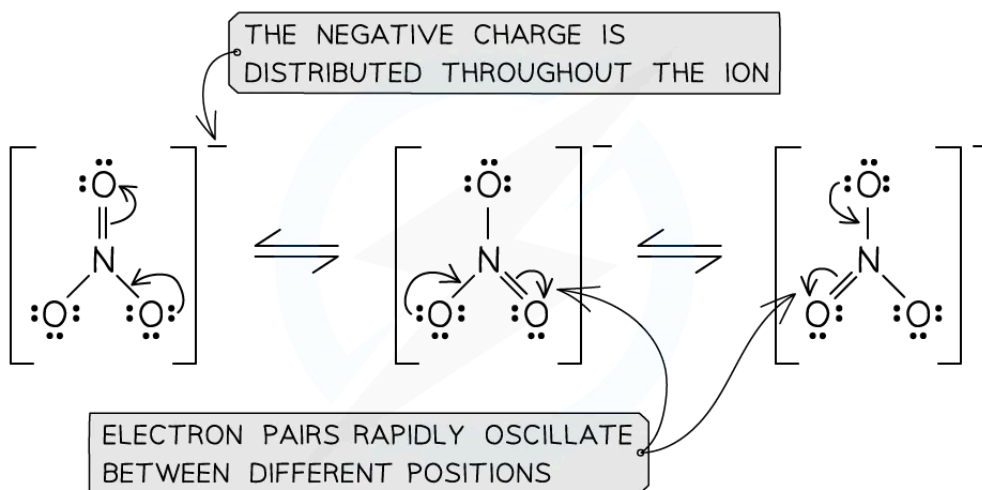 THE NEGATIVE CHARGE IS
DISTRIBUTED THROUGHOUT THE ION
O
N
O O
O
N
O O
O
N
O O
ELECTRON PAIRS RAPIDLY OSCILLATE
BETWEEN DIFFERENT POSITIONS